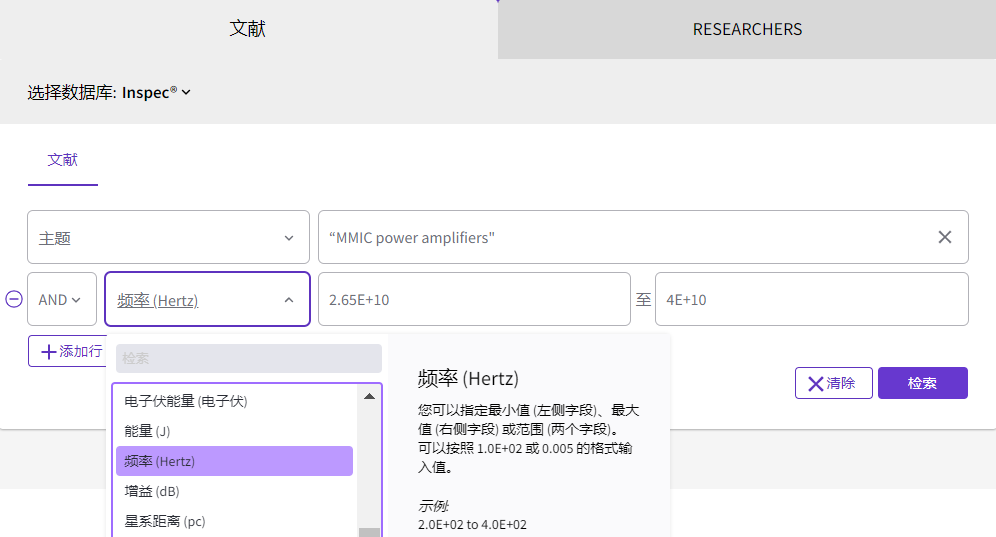 文献
RESEARCHERS
选择数据库: Inspec®
文献
主题
“MMIC power amplifiers"
AND
频率 (Hertz)
2.65E+10
至
4E+10
添加行
检索
清除
检索
电子伏能量 (电子伏)
能量 (J)
频率 (Hertz)
增益 (dB)
星系距离 (pc)
频率 (Hertz)
您可以指定最小值 (左侧字段)、最大
值 (右侧字段) 或范围 (两个字段)。
可以按照 1.0E+02 或 0.005 的格式输
入值。
示例:
2.0E+02 to 4.0E+02